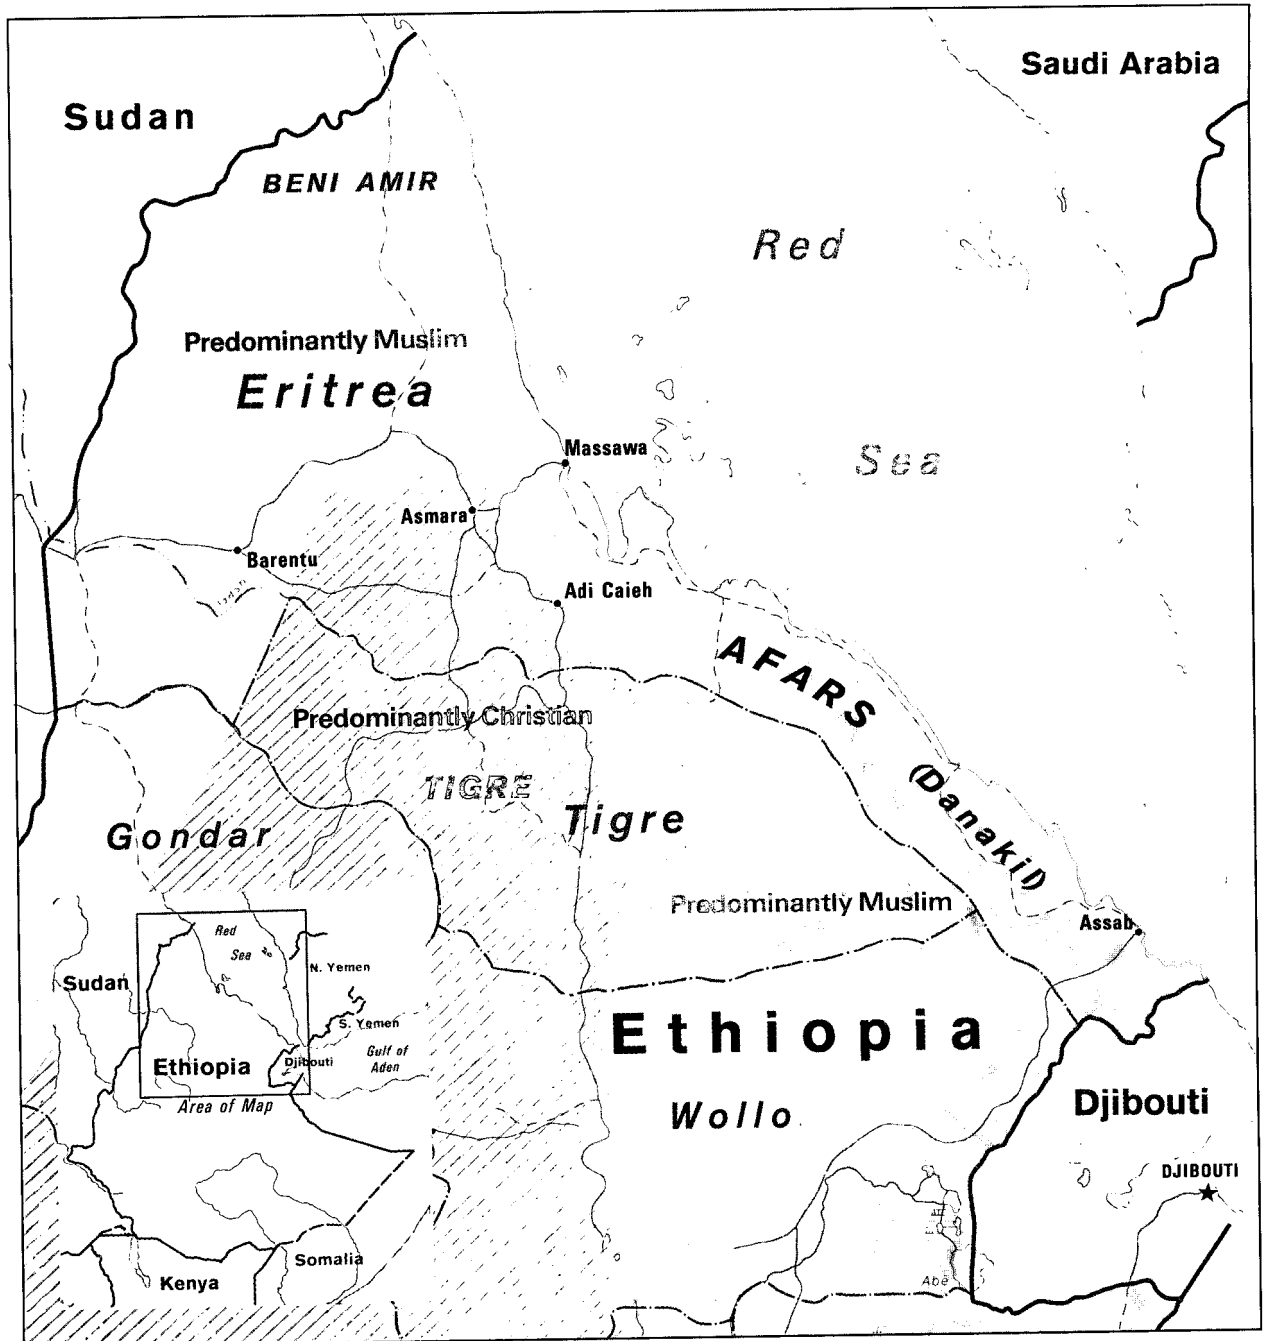 Saudi Arabia
Sudan
BENI AMIR
Red
Predominantly Muslim
Eritrea
Massawa
Sea
Asmara
Barentu
Adi Caieh
AFARS
Predominantly Christian
TIGRE
(Danakil)
Tigre
Gondar
Predominantly Muslim
Assab
Red
Sea
N. Yemen
Sudan
S. Yemen
Ethiopia
Djibouti
Gulf of
Aden
Area of Map
Ethiopia
Wollo
Djibouti
DJIBOUTI
Somalia
Kenya
Abe